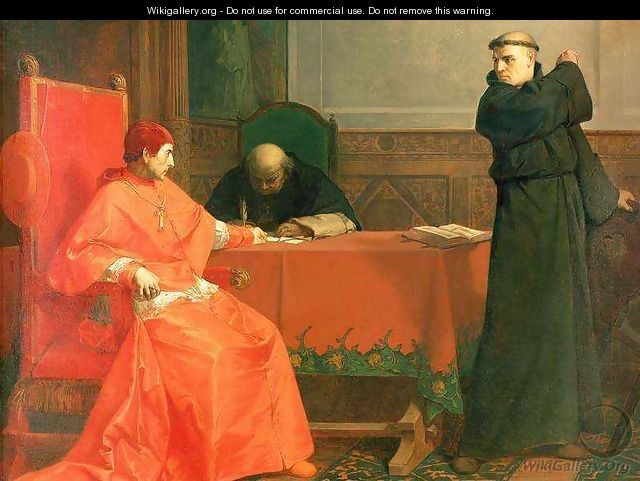 Wikigallery.org - Do not use for commercial use. Do not remove this warning.
WikiGallery.Org